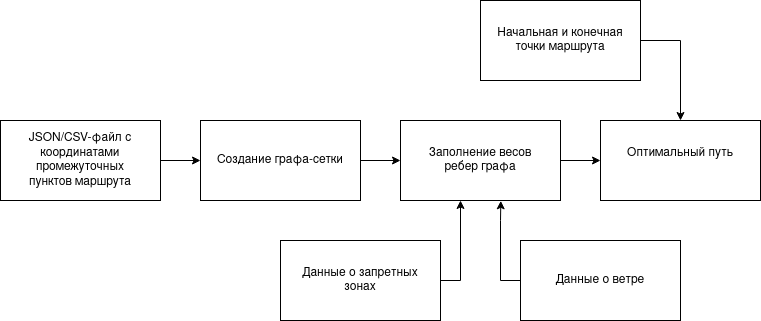 Начальная и конечная
точки маршрута
JSON/CSV-файл с
координатами
промежуточных
пунктов маршрута
Создание графа-сетки
Заполнение весов
ребер графа
Оптимальный путь
Данные о запретных
зонах
Данные о ветре